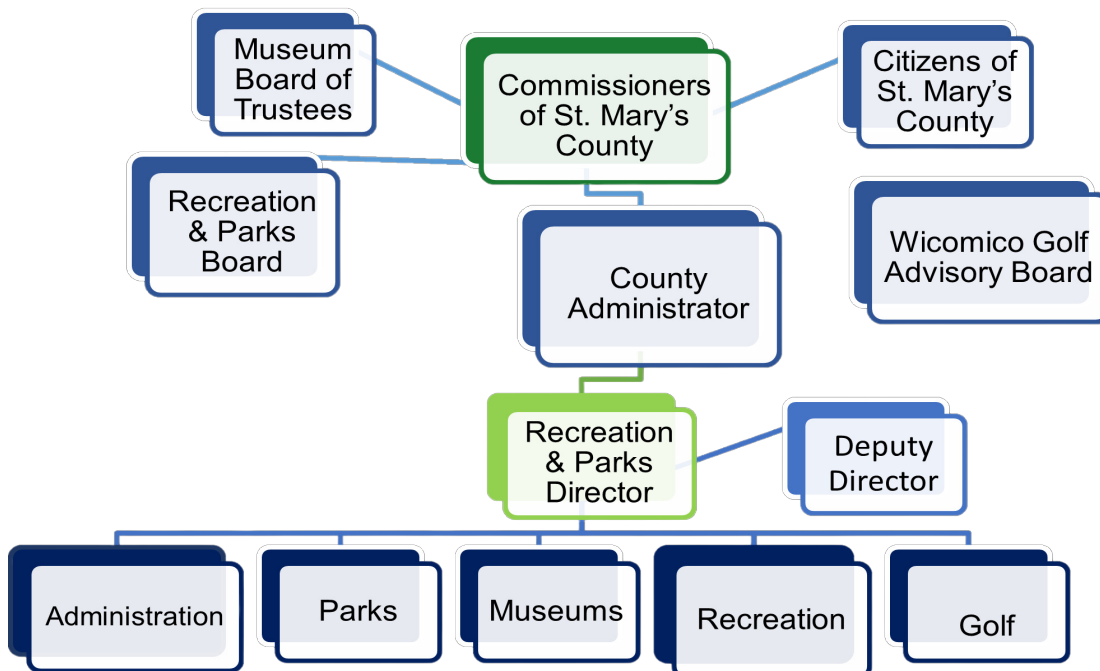 Museum
Board of
Trustees
Commissioners
of St. Mary’s
County
Citizens of
St. Mary’s
County
Recreation
& Parks
Board
County
Administrator
Wicomico Golf
Advisory Board
Recreation
& Parks
Director
Deputy
Director
Administration
Parks
Museums
Recreation
Golf